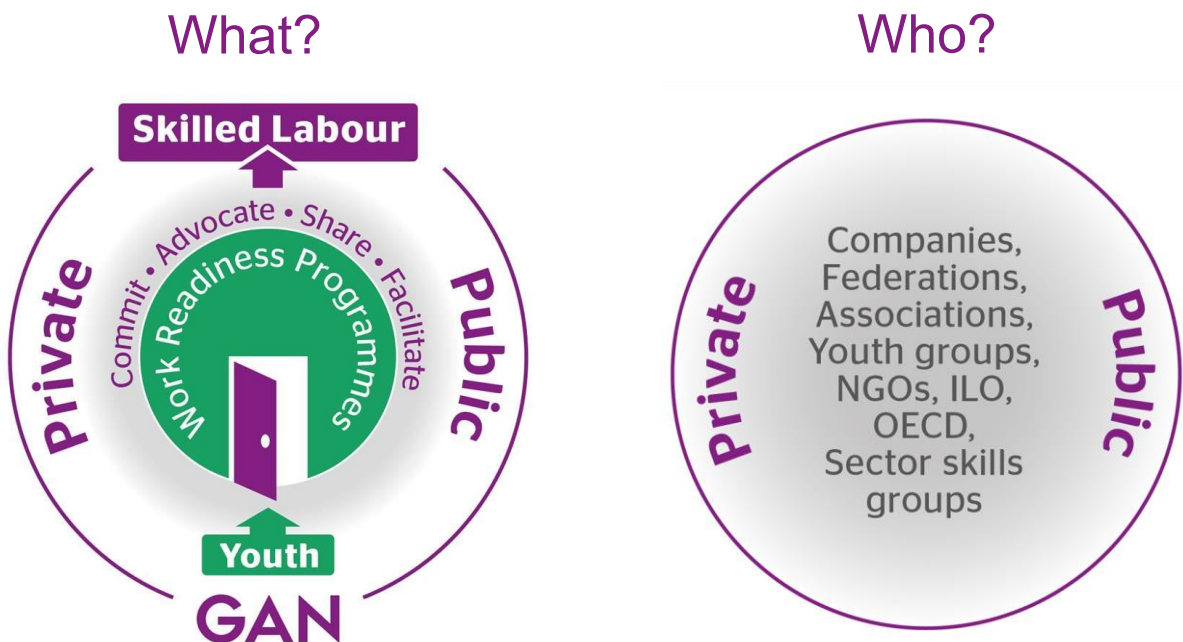 What?
Skilled Labour
Commit • Advocate • Share • Facilitate
Work Readiness Programmes
Private
Public
Youth
GAN
Who?
Private
Companies,
Federations,
Associations,
Youth groups,
NGOs, ILO,
OECD,
Sector skills
groups
Public